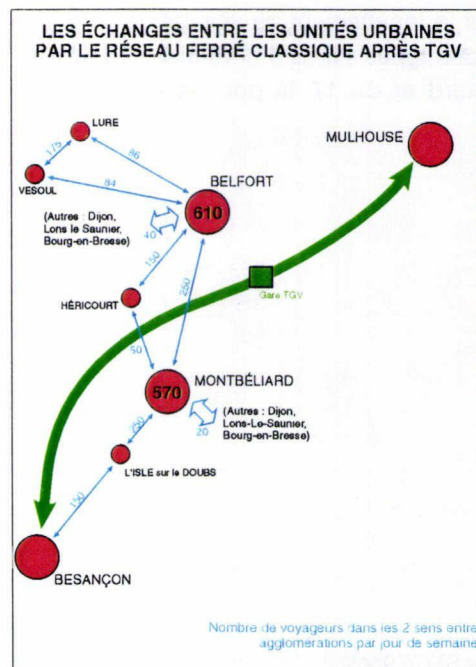 LES ÉCHANGES ENTRE LES UNITÉS URBAINES
PAR LE RÉSEAU FERRÉ CLASSIQUE APRÈS TGV
LURE
MULHOUSE
175
86
VESOUL
84
BELFORT
610
(Autres : Dijon,
Lons le Saunier,
Bourg-en-Bresse)
40
150
250
Gare TGV
HÉRICOURT
50
MONTBÉLIARD
570
(Autres : Dijon,
Lons-Le-Saunier,
Bourg-en-Bresse)
20
250
L'ISLE sur le DOUBS
150
BESANÇON
Nombre de voyageurs dans les 2 sens entre
agglomérations par jour de semaine